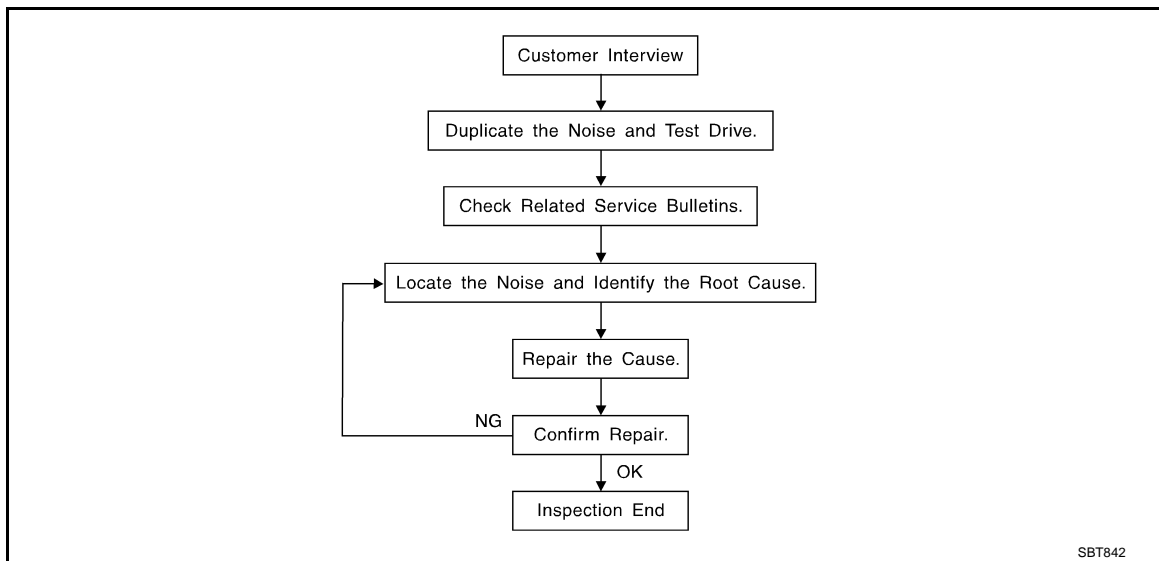 Customer Interview
Duplicate the Noise and Test Drive.
Check Related Service Bulletins.
Locate the Noise and Identify the Root Cause.
Repair the Cause.
NG
Confirm Repair.
OK
Inspection End
SBT842